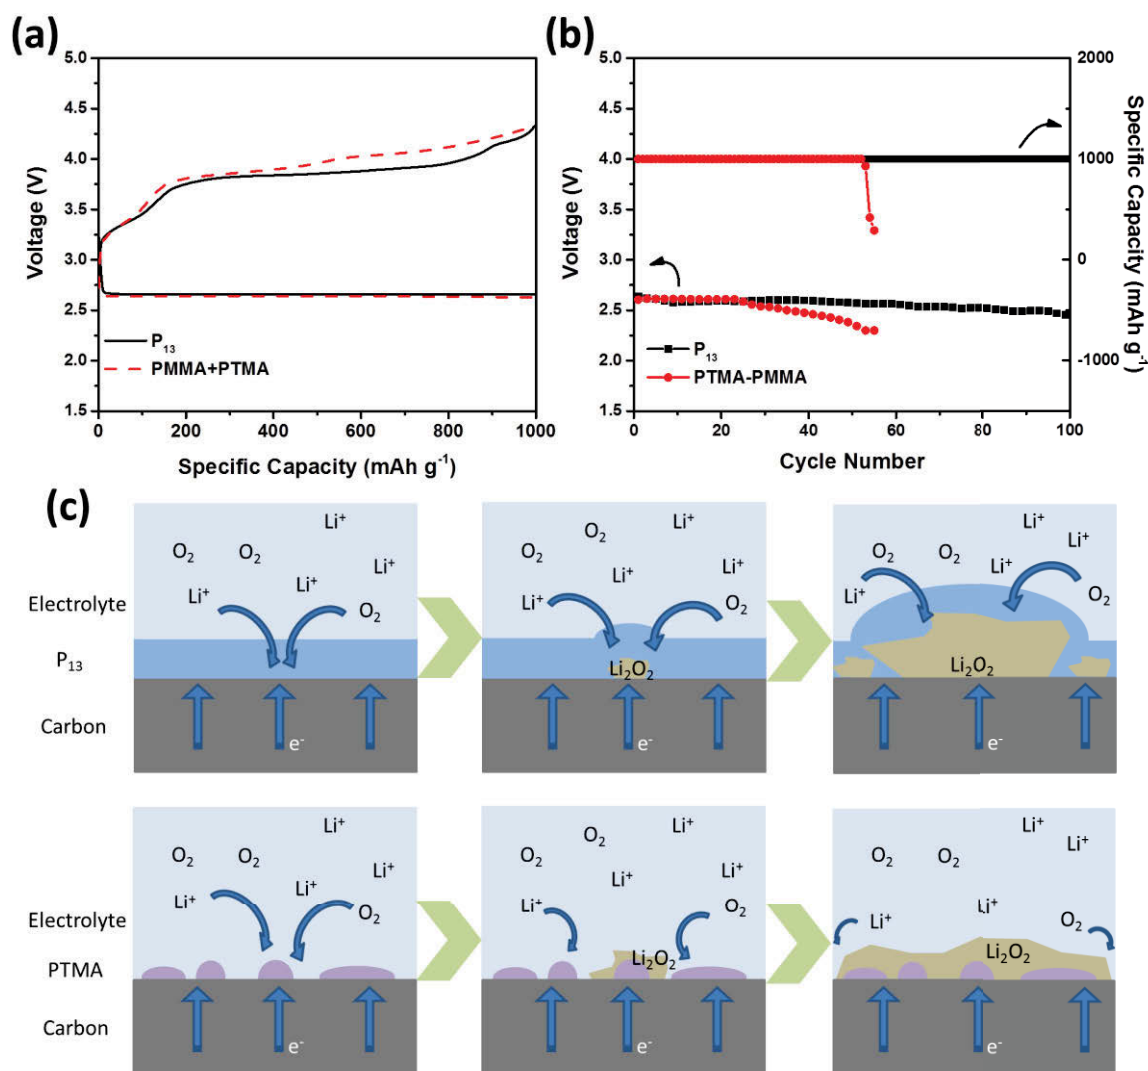 (a)
5.0
4.5
4.0
3.5
3.0
2.5
2.0
1.5
Voltage (V)
P₁₃
PMMA+PTMA
0 200 400 600 800 1000
Specific Capacity (mAh g⁻¹)
(b)
5.0
4.5
4.0
3.5
3.0
2.5
2.0
1.5
Voltage (V)
2000
1000
0
-1000
Specific Capacity (mAh g⁻¹)
P₁₃
PTMA-PMMA
0 20 40 60 80 100
Cycle Number
(c)
Electrolyte
P₁₃
Carbon
Li⁺
O₂ O₂
Li⁺
Li⁺ Li⁺
O₂
e⁻
Li⁺
O₂ O₂
Li⁺
Li⁺ Li⁺
O₂
Li₂O₂
e⁻
Li⁺
O₂ O₂ Li⁺
Li⁺
Li⁺ O₂
Li₂O₂
e⁻
Electrolyte
PTMA
Carbon
Li⁺
O₂ O₂
Li⁺
Li⁺ Li⁺
O₂
e⁻
Li⁺
O₂ O₂
Li⁺
Li⁺ Li⁺
O₂
Li₂O₂
e⁻
Li⁺
O₂ O₂ Li⁺
Li⁺
Li⁺ O₂
Li₂O₂
e⁻